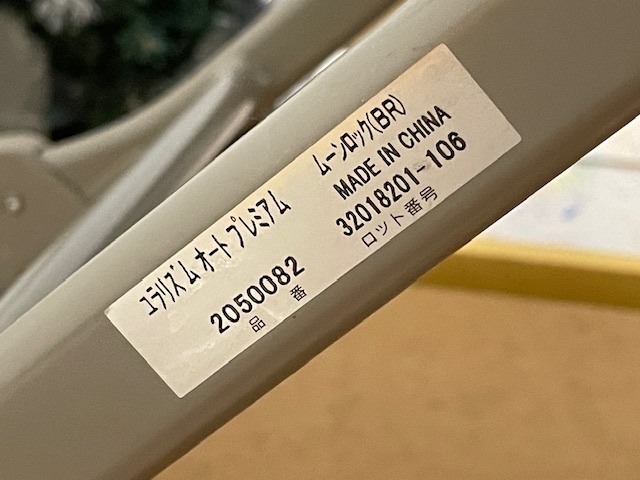 ユラリズム オート プレミアム ムーンロック(BR)
MADE IN CHINA
2050082 32018201-106
品番 ロット番号